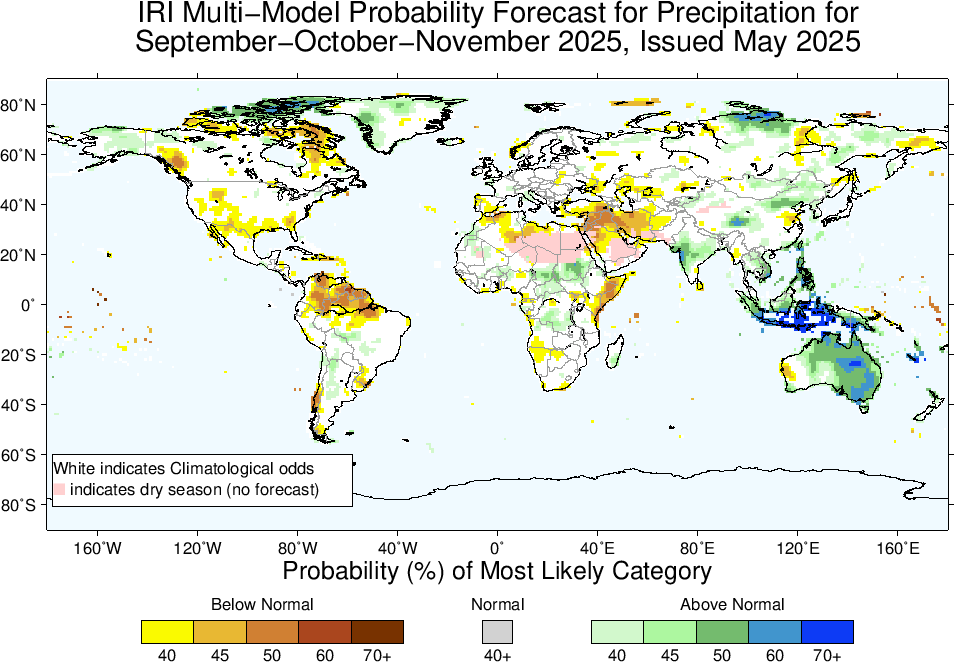 IRI Multi−Model Probability Forecast for Precipitation for
September−October−November 2025, Issued May 2025
80˚N
60˚N
40˚N
20˚N
0˚
20˚S
40˚S
60˚S
80˚S
White indicates Climatological odds
indicates dry season (no forecast)
160˚W 120˚W 80˚W 40˚W 0˚ 40˚E 80˚E 120˚E 160˚E
Probability (%) of Most Likely Category
Below Normal Normal Above Normal
40 45 50 60 70+ 40+ 40 45 50 60 70+